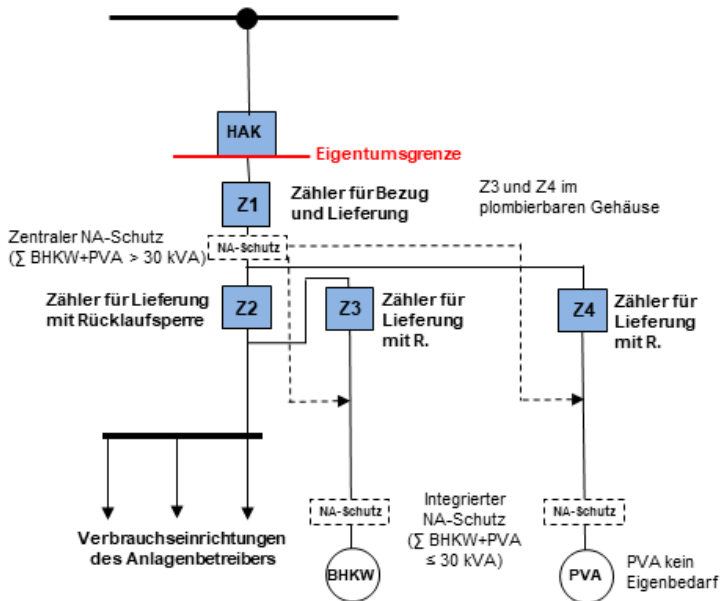 HAK
Eigentumsgrenze
Z1
Zähler für Bezug
und Lieferung
Z3 und Z4 im
plombierbaren Gehäuse
Zentraler NA-Schutz
(∑ BHKW+PVA > 30 kVA)
NA-Schutz
Zähler für Lieferung
mit Rücklaufsperre
Z2
Z3
Zähler für
Lieferung
mit R.
Z4
Zähler für
Lieferung
mit R.
Verbrauchseinrichtungen
des Anlagenbetreibers
NA-Schutz
Integrierter
NA-Schutz
(∑ BHKW+PVA
≤ 30 kVA)
NA-Schutz
BHKW
PVA
PVA kein
Eigenbedarf